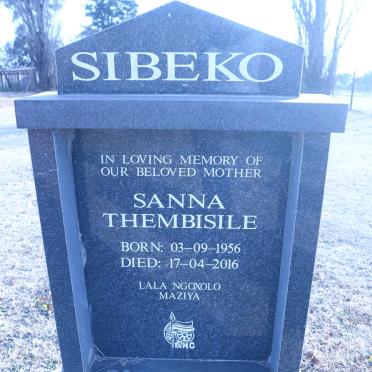 SIBEKO
IN LOVING MEMORY OF
OUR BELOVED MOTHER
SANNA
THEMBISILE
BORN: 03-09-1956
DIED: 17-04-2016
LALA NGOXOLO
MAZIYA